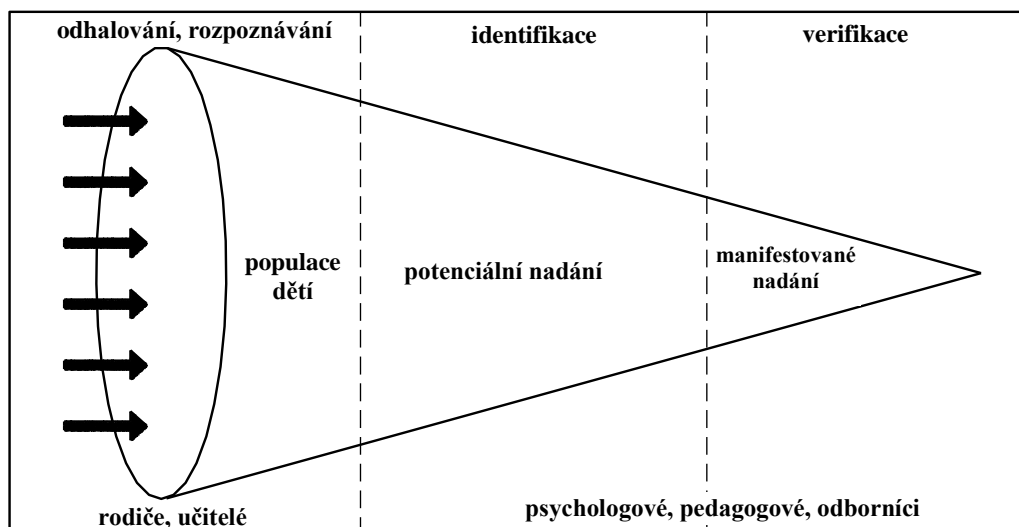 odhalování, rozpoznávání
identifikace
verifikace
populace
dětí
potenciální nadání
manifestované
nadání
rodiče, učitelé
psychologové, pedagogové, odborníci